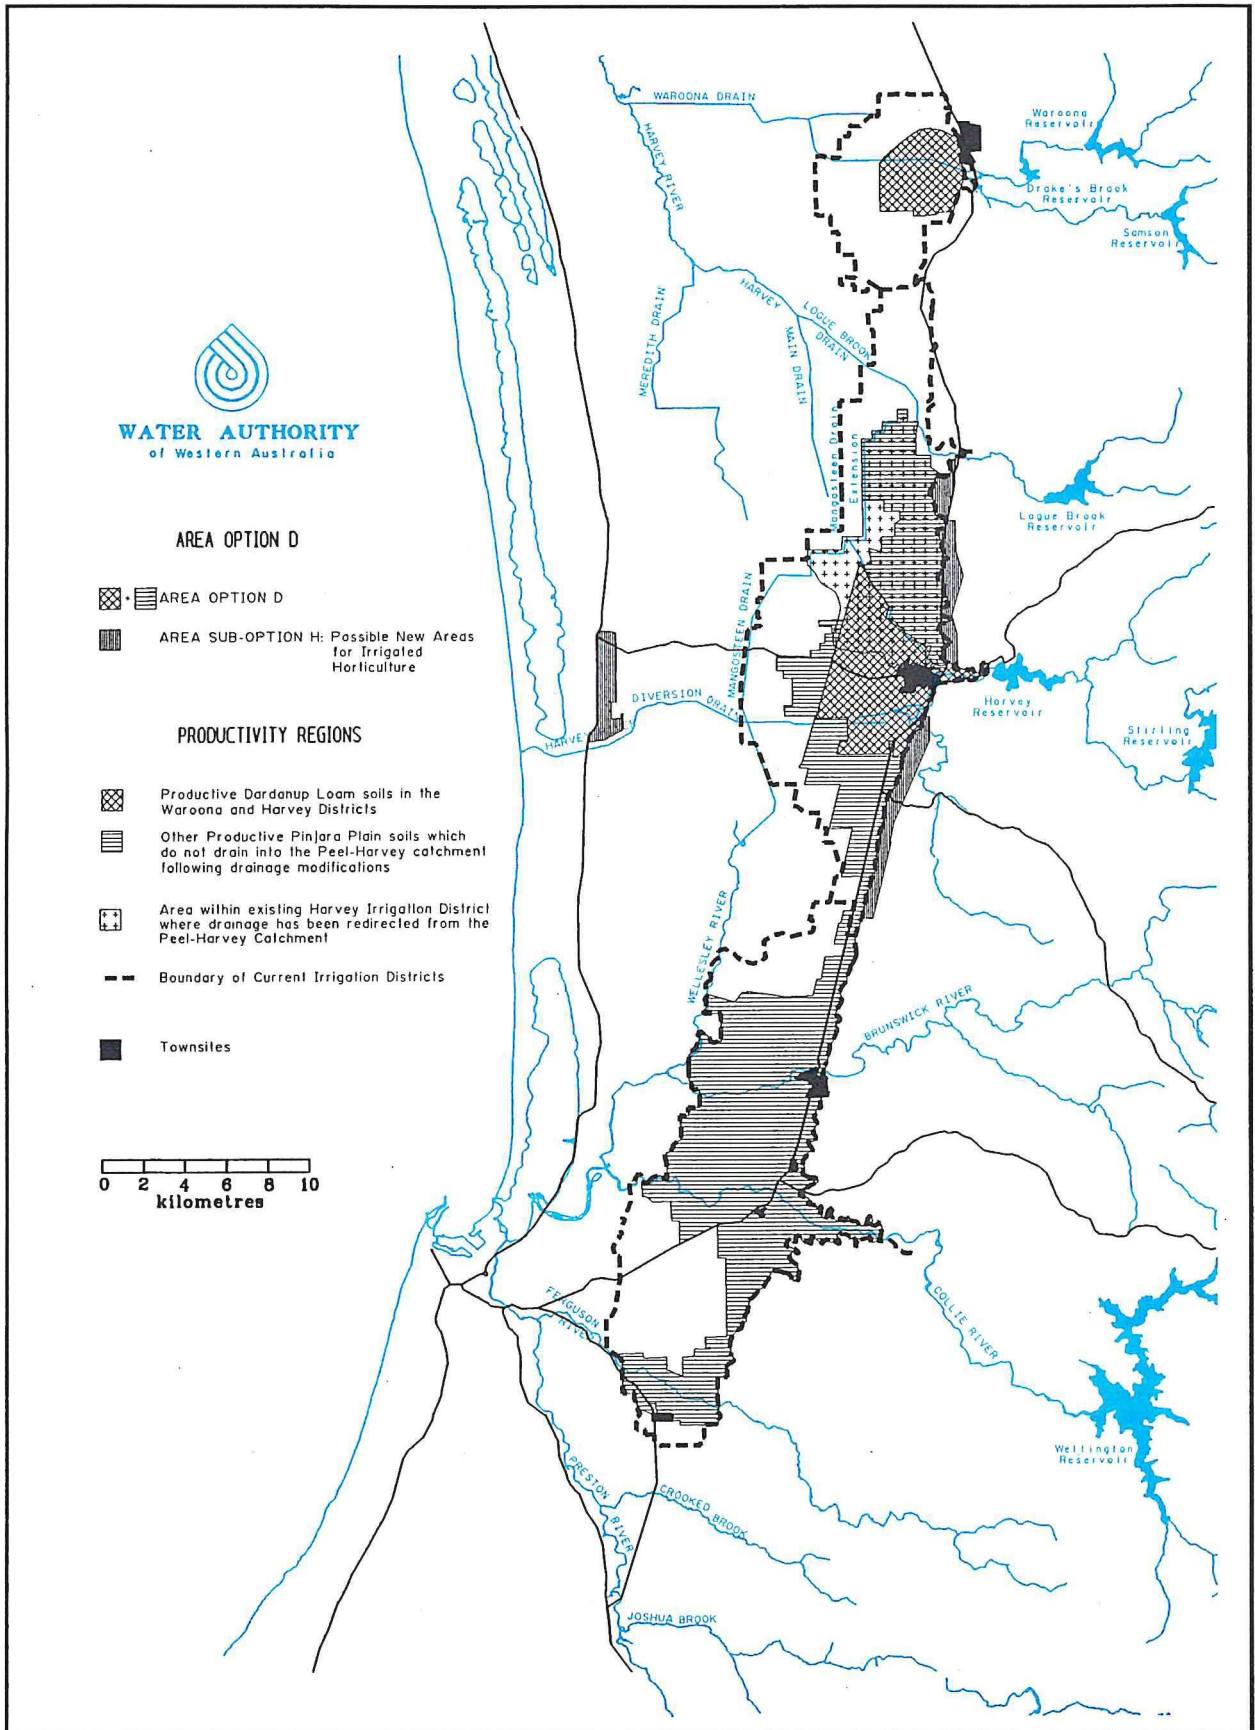 WAROONA DRAIN
Waroona
Reservoir
HARVEY RIVER
Drake's Brook
Reservoir
Samson
Reservoir
HARVEY
MAIN DRAIN
LOGUE BROOK
DRAIN
MEREDITH DRAIN
WATER AUTHORITY
of Western Australia
Mangosteen Drain
Extension
Logue Brook
Reservoir
AREA OPTION D
+ AREA OPTION D
AREA SUB-OPTION H: Possible New Areas
for Irrigated
Horticulture
MANGOSTEEN DRAIN
DIVERSION DRAIN
HARVEY
Harvey
Reservoir
Stirling
Reservoir
PRODUCTIVITY REGIONS
Productive Dardanup Loam soils in the
Waroona and Harvey Districts
Other Productive Pinjara Plain soils which
do not drain into the Peel-Harvey catchment
following drainage modifications
Area within existing Harvey Irrigation District
where drainage has been redirected from the
Peel-Harvey Catchment
Boundary of Current Irrigation Districts
WELLESLEY RIVER
BRUNSWICK RIVER
Townsites
0 2 4 6 8 10
kilometres
FERGUSON
RIVER
COLLIE RIVER
Wellington
Reservoir
PRESTON
RIVER
CROOKED BROOK
JOSHUA BROOK